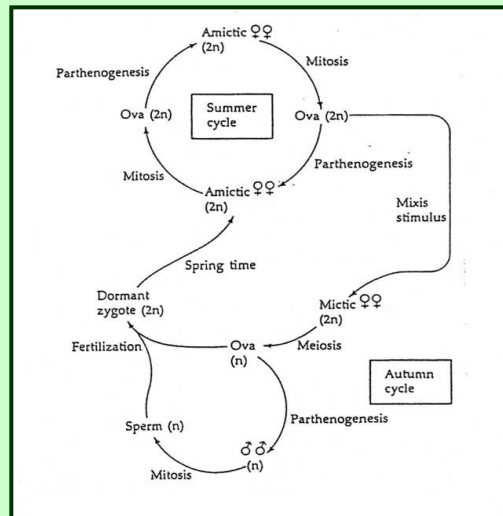 Amictic ♀♀
(2n)
Parthenogenesis
Mitosis
Ova (2n)
Summer
cycle
Ova (2n)
Mitosis
Parthenogenesis
Amictic ♀♀
(2n)
Mixis
stimulus
Spring time
Dormant
zygote (2n)
Mictic ♀♀
(2n)
Fertilization
Ova
(n)
Meiosis
Autumn
cycle
Parthenogenesis
Sperm (n)
♂♂
(n)
Mitosis